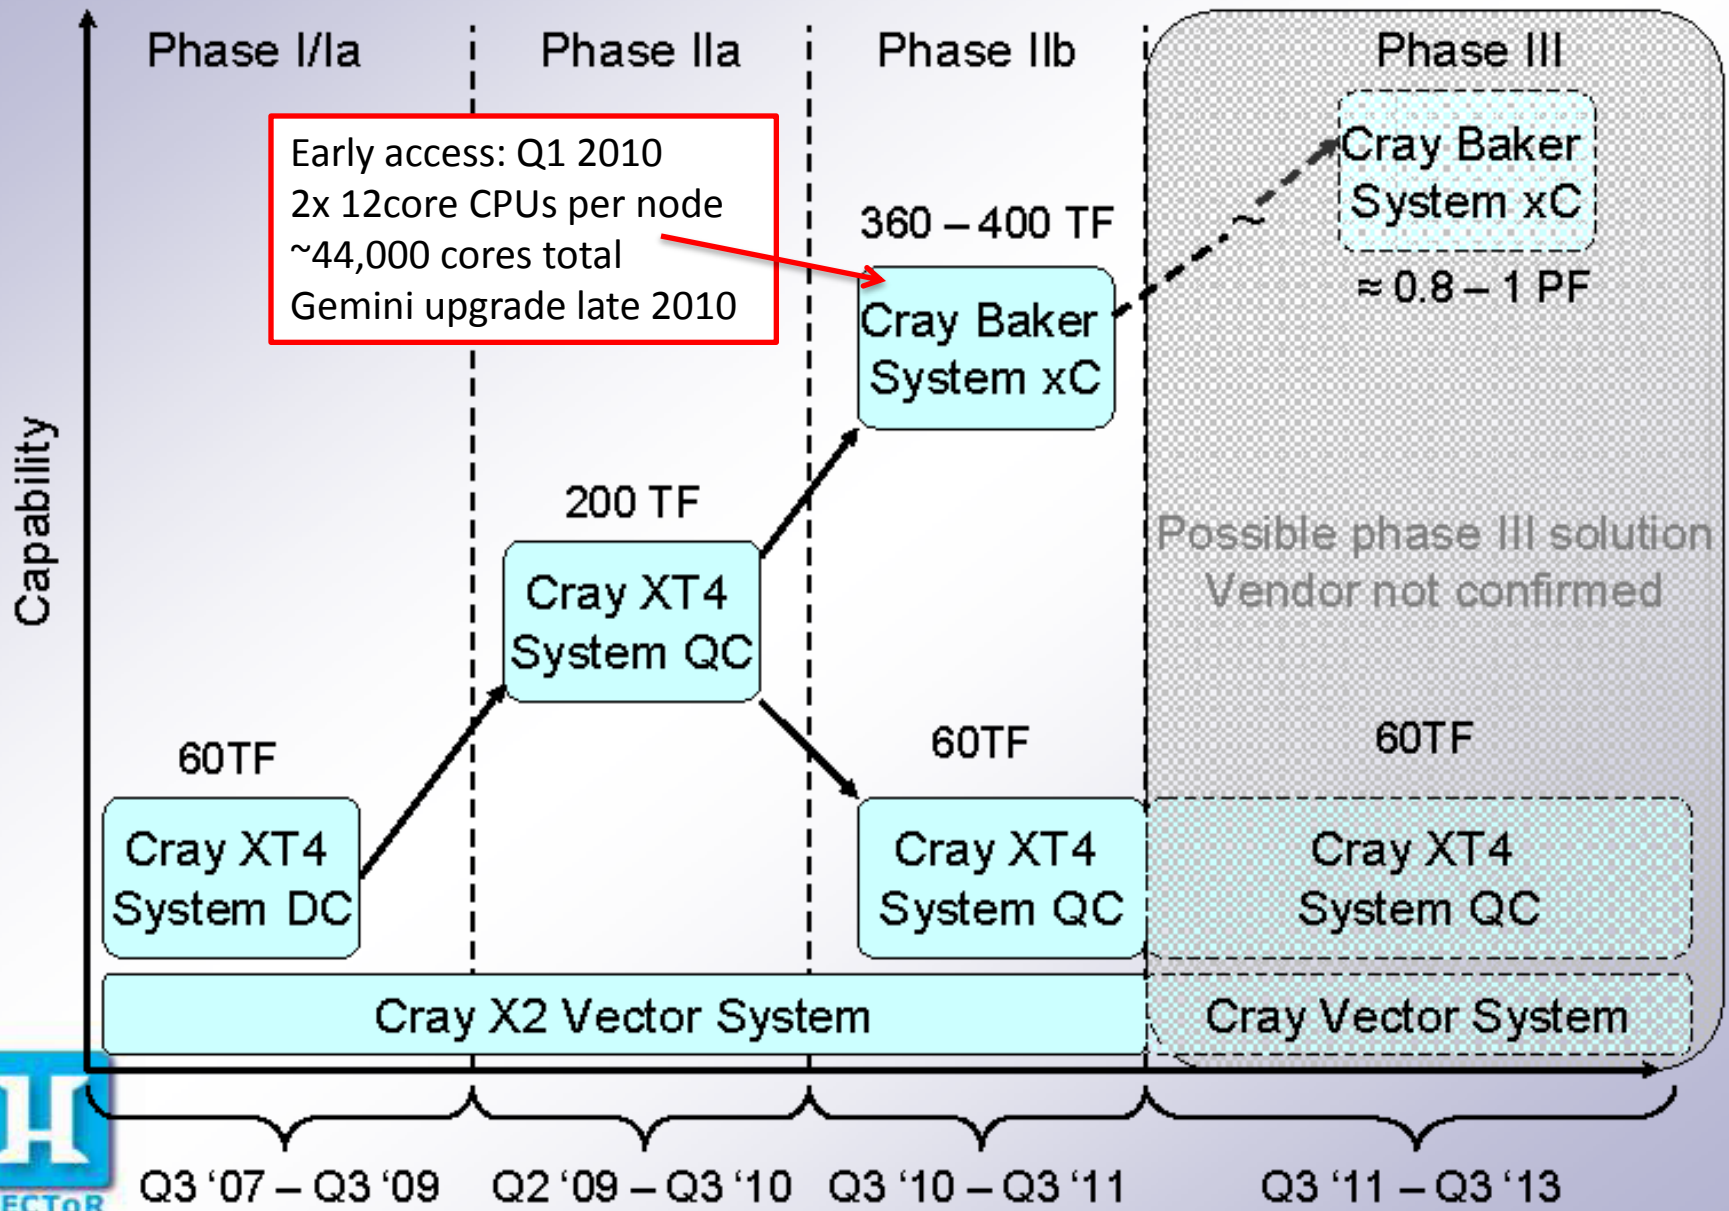 Phase I/Ia
Phase IIa
Phase IIb
Phase III
Early access: Q1 2010
2x 12core CPUs per node
~44,000 cores total
Gemini upgrade late 2010
Cray Baker
System xC
≈ 0.8 – 1 PF
360 – 400 TF
Cray Baker
System xC
Capability
200 TF
Cray XT4
System QC
Possible phase III solution
Vendor not confirmed
60TF
Cray XT4
System DC
60TF
Cray XT4
System QC
60TF
Cray XT4
System QC
Cray X2 Vector System
Cray Vector System
H
ECToR
Q3 ‘07 – Q3 ‘09
Q2 ‘09 – Q3 ‘10
Q3 ‘10 – Q3 ‘11
Q3 ‘11 – Q3 ‘13